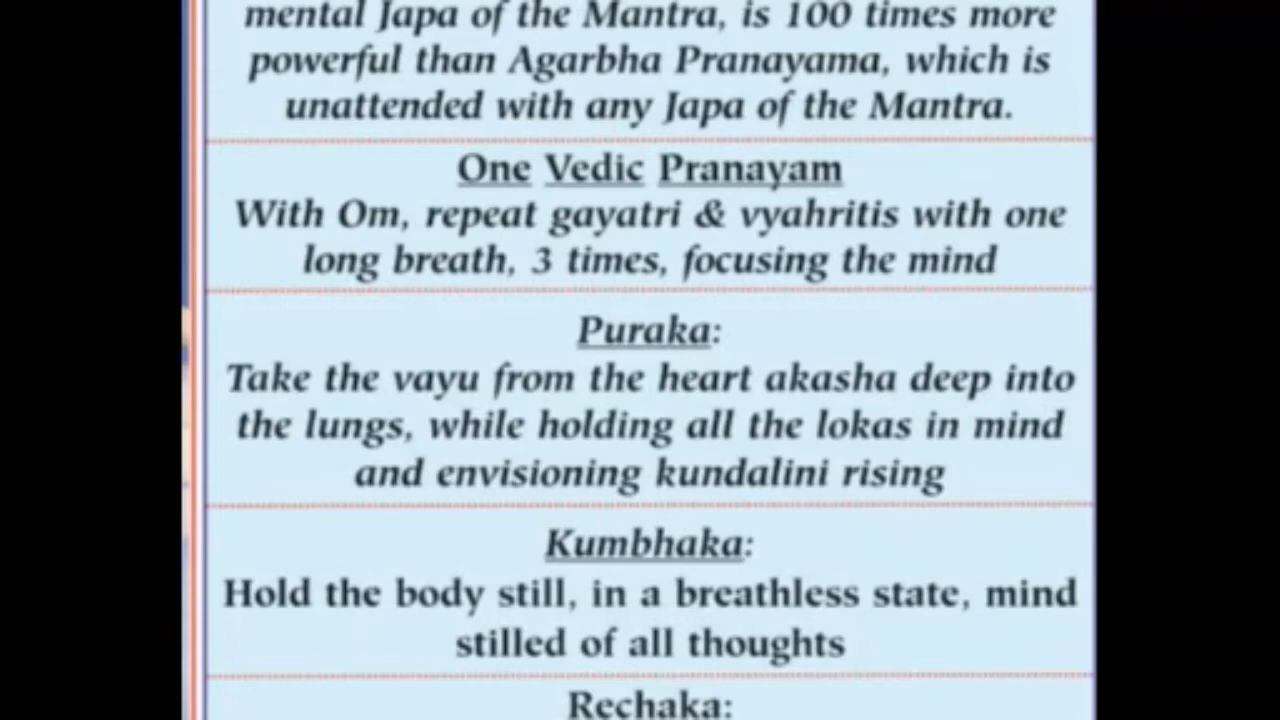 mental Japa of the Mantra, is 100 times more
powerful than Agarbha Pranayama, which is
unattended with any Japa of the Mantra.
One Vedic Pranayam
With Om, repeat gayatri & vyahritis with one
long breath, 3 times, focusing the mind
Puraka:
Take the vayu from the heart akasha deep into
the lungs, while holding all the lokas in mind
and envisioning kundalini rising
Kumbhaka:
Hold the body still, in a breathless state, mind
stilled of all thoughts
Rechaka: